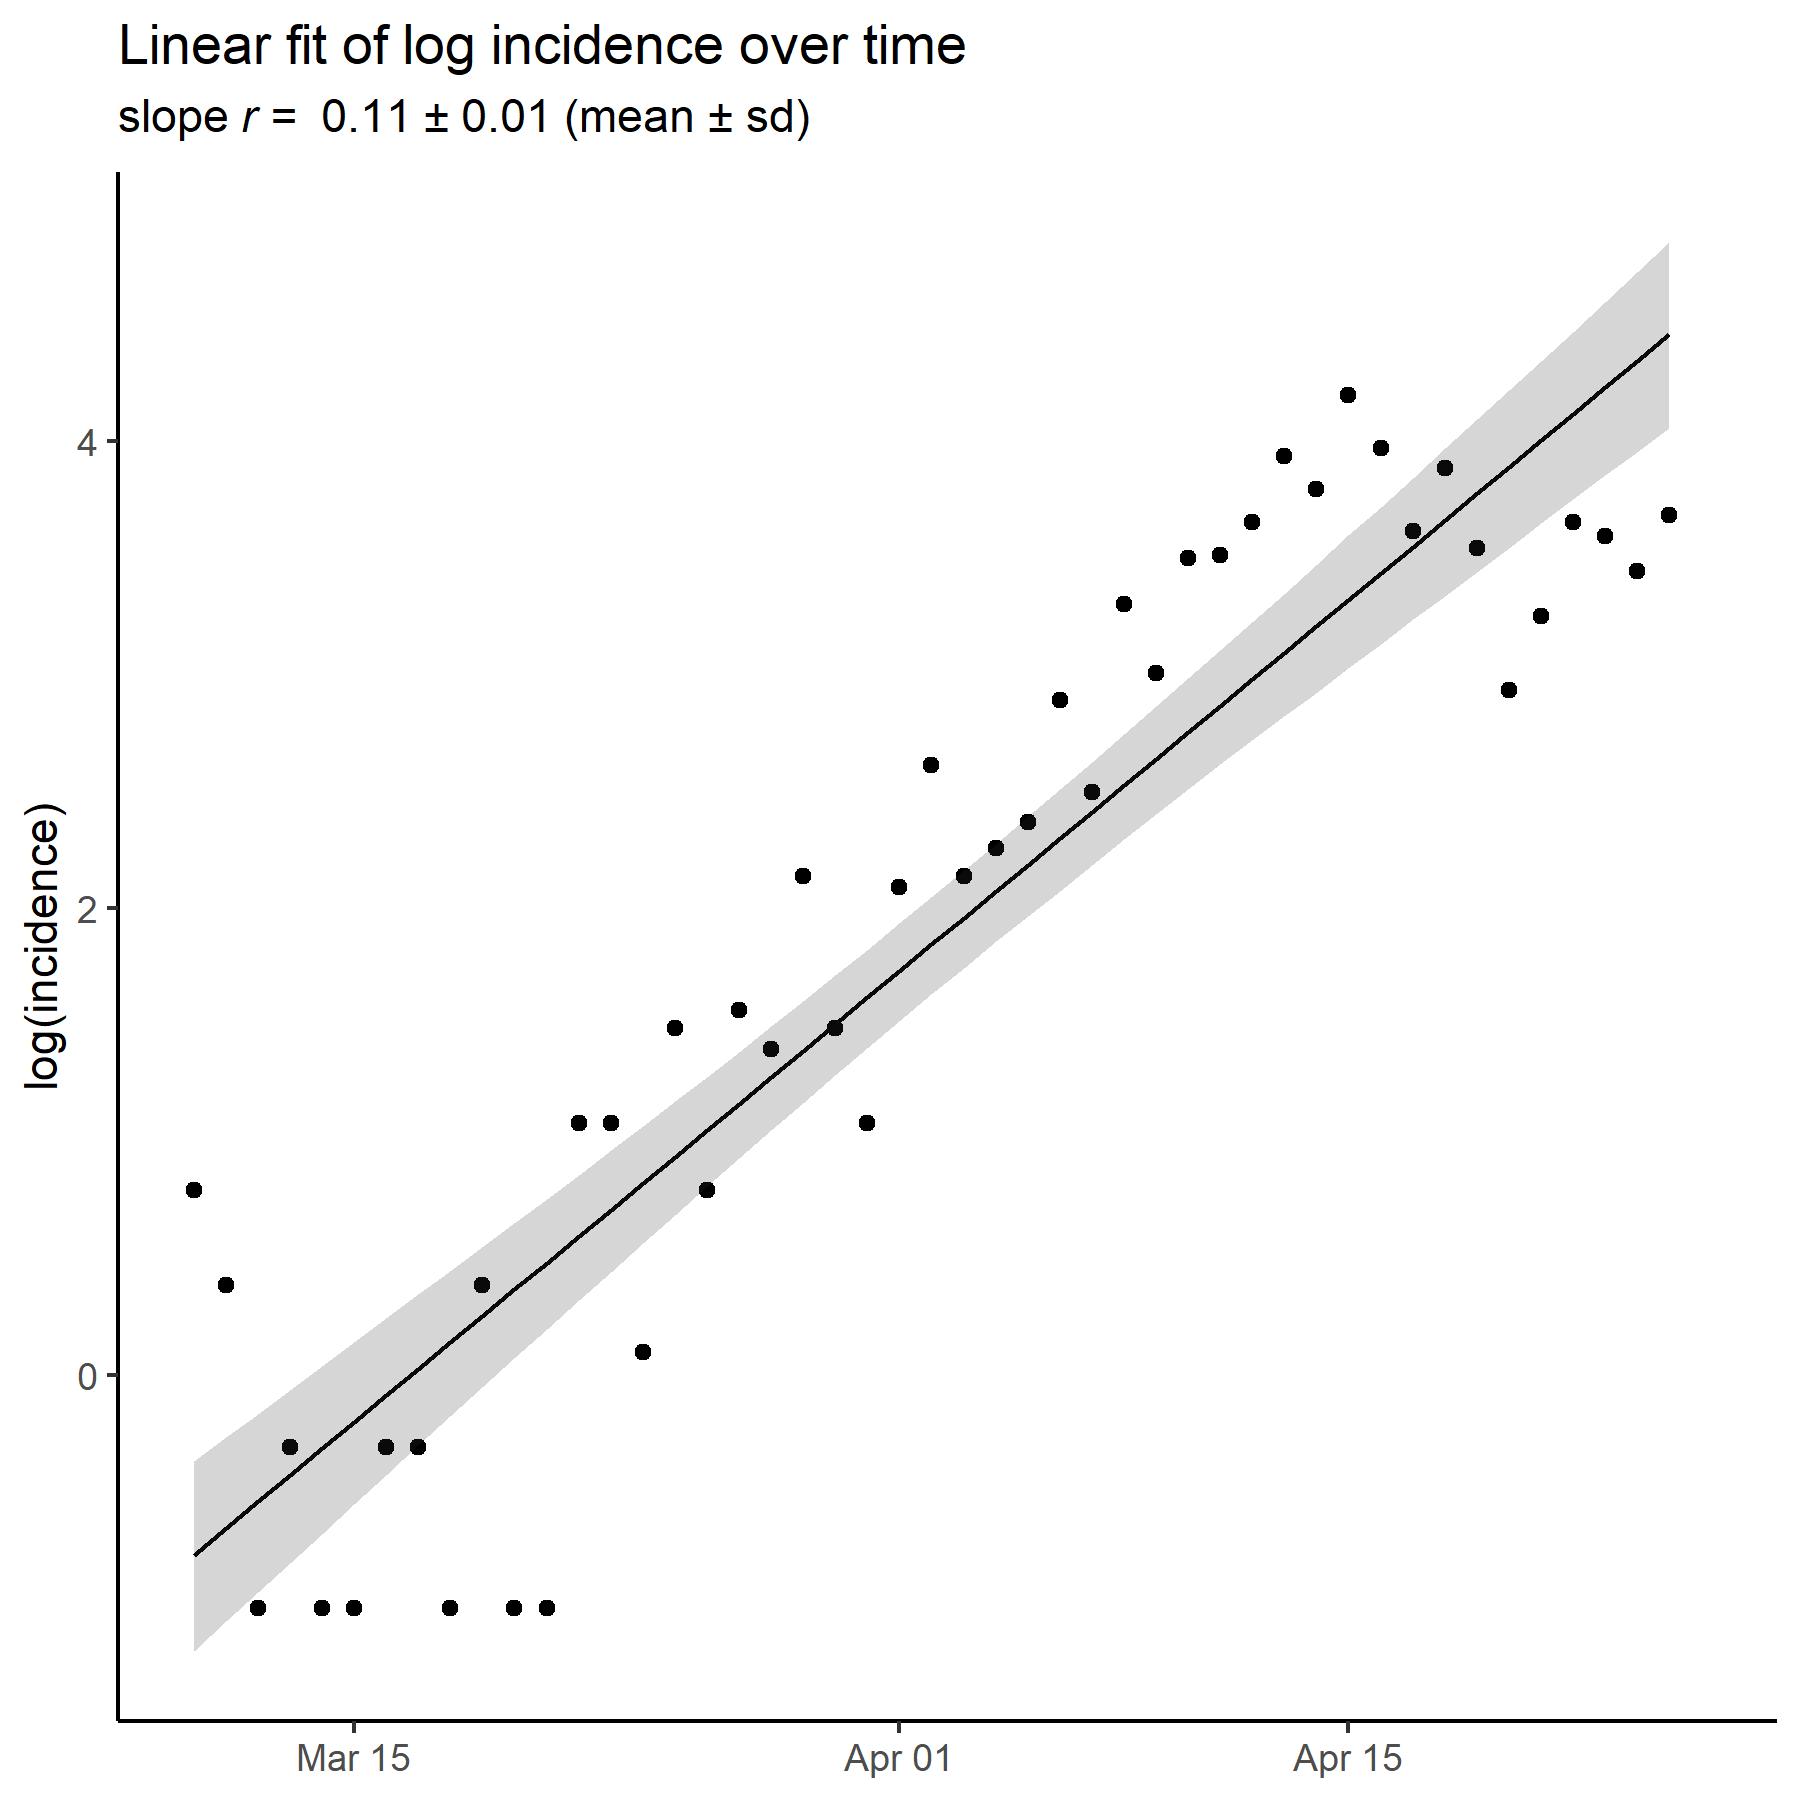 Linear fit of log incidence over time
slope r = 0.11 ± 0.01 (mean ± sd)
log(incidence)
4
2
0
Mar 15
Apr 01
Apr 15